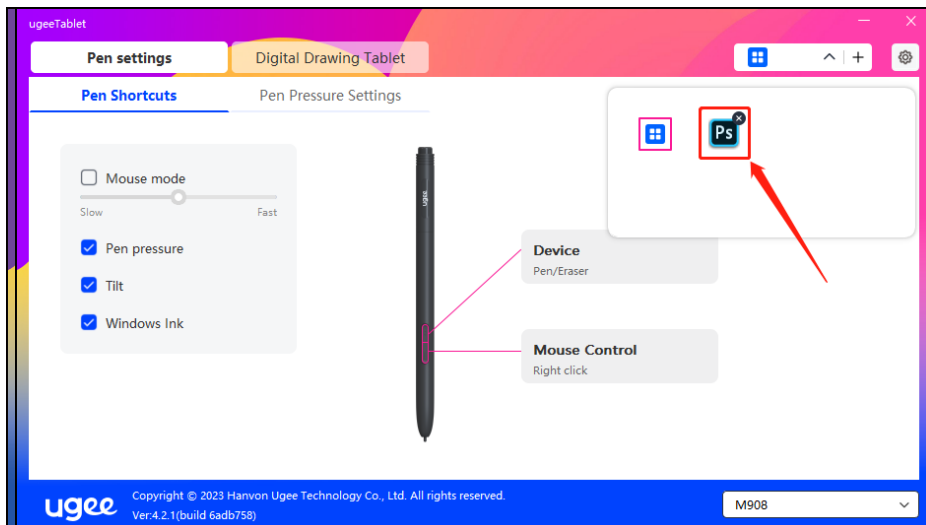 ugeeTablet
Pen settings
Digital Drawing Tablet
Pen Shortcuts
Pen Pressure Settings
Ps
Mouse mode
Slow
Fast
Pen pressure
Tilt
Windows Ink
ugee
Device
Pen/Eraser
Mouse Control
Right click
ugee
Copyright © 2023 Hanvon Ugee Technology Co., Ltd. All rights reserved.
Ver:4.2.1(build 6adb758)
M908